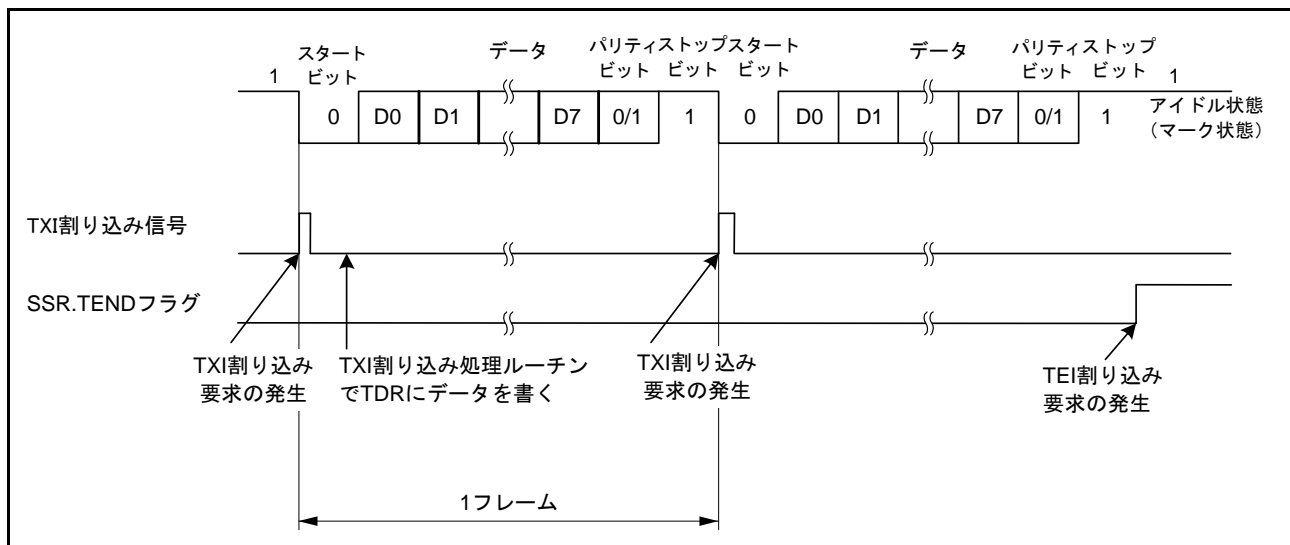 スタート
ビット
データ
パリティ
ビット
ストップ
ビット
スタート
ビット
データ
パリティ
ビット
ストップ
ビット
1
1
0
D0
D1
D7
0/1
1
0
D0
D1
D7
0/1
1
アイドル状態
(マーク状態)
TXI割り込み信号
SSR.TENDフラグ
TXI割り込み
要求の発生
TXI割り込み処理ルーチン
でTDRにデータを書く
TXI割り込み
要求の発生
TEI割り込み
要求の発生
1フレーム